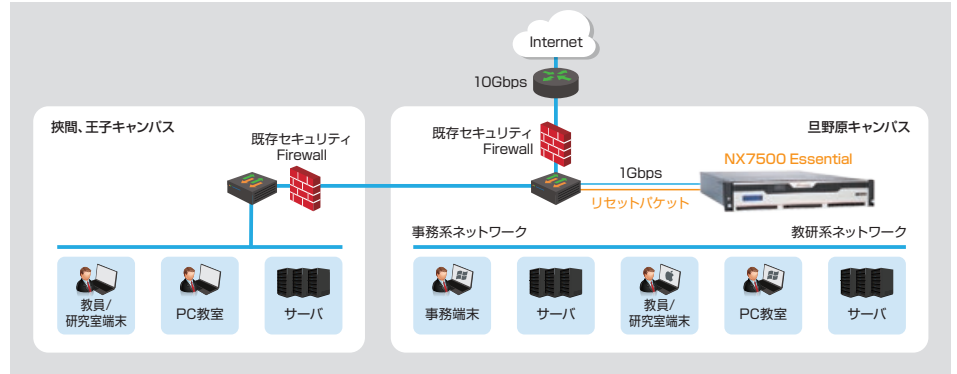 Internet
10Gbps
挾間、王子キャンパス
既存セキュリティ
Firewall
教員/
研究室端末
PC教室
サーバ
旦野原キャンパス
既存セキュリティ
Firewall
NX7500 Essential
1Gbps
リセットパケット
事務系ネットワーク
教研系ネットワーク
事務端末
サーバ
教員/
研究室端末
PC教室
サーバ